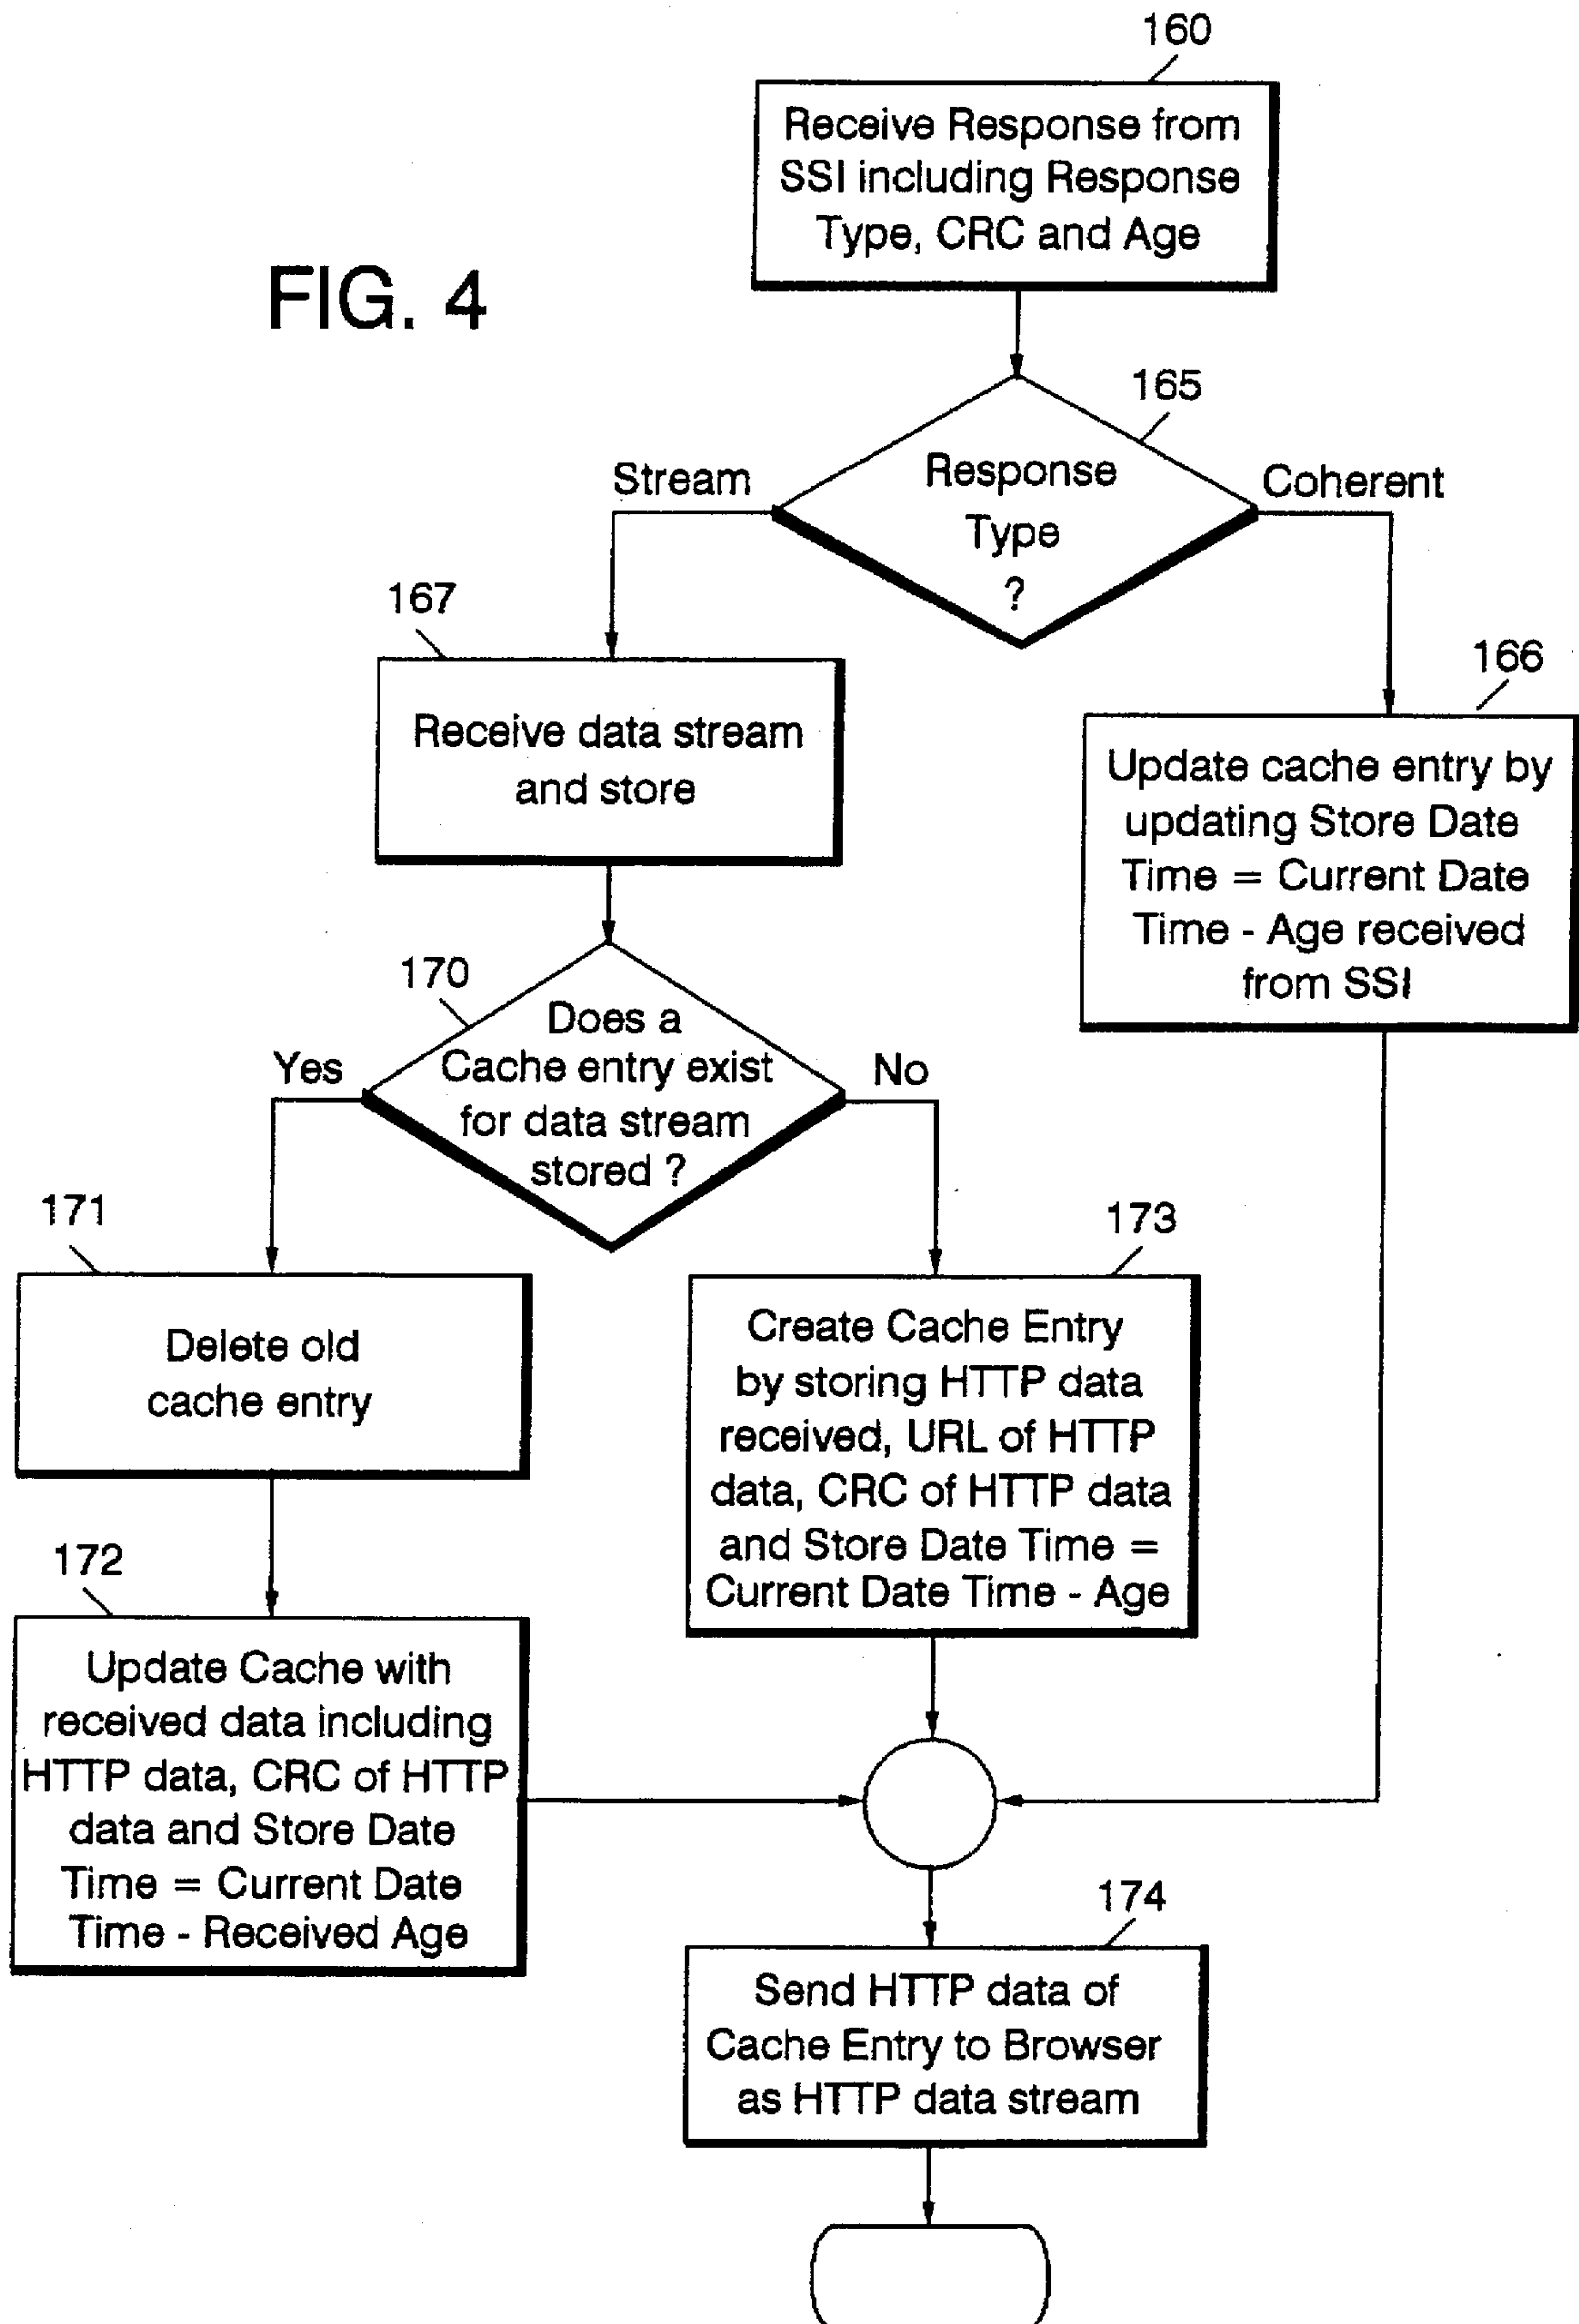 160
Receive Response from
SSI including Response
Type, CRC and Age
FIG. 4
165
Response
Type
?
Stream
Coherent
167
Receive data stream
and store
166
Update cache entry by
updating Store Date
Time = Current Date
Time - Age received
from SSI
170
Does a
Cache entry exist
for data stream
stored ?
Yes
No
171
Delete old
cache entry
173
Create Cache Entry
by storing HTTP data
received, URL of HTTP
data, CRC of HTTP data
and Store Date Time =
Current Date Time - Age
172
Update Cache with
received data including
HTTP data, CRC of HTTP
data and Store Date
Time = Current Date
Time - Received Age
174
Send HTTP data of
Cache Entry to Browser
as HTTP data stream